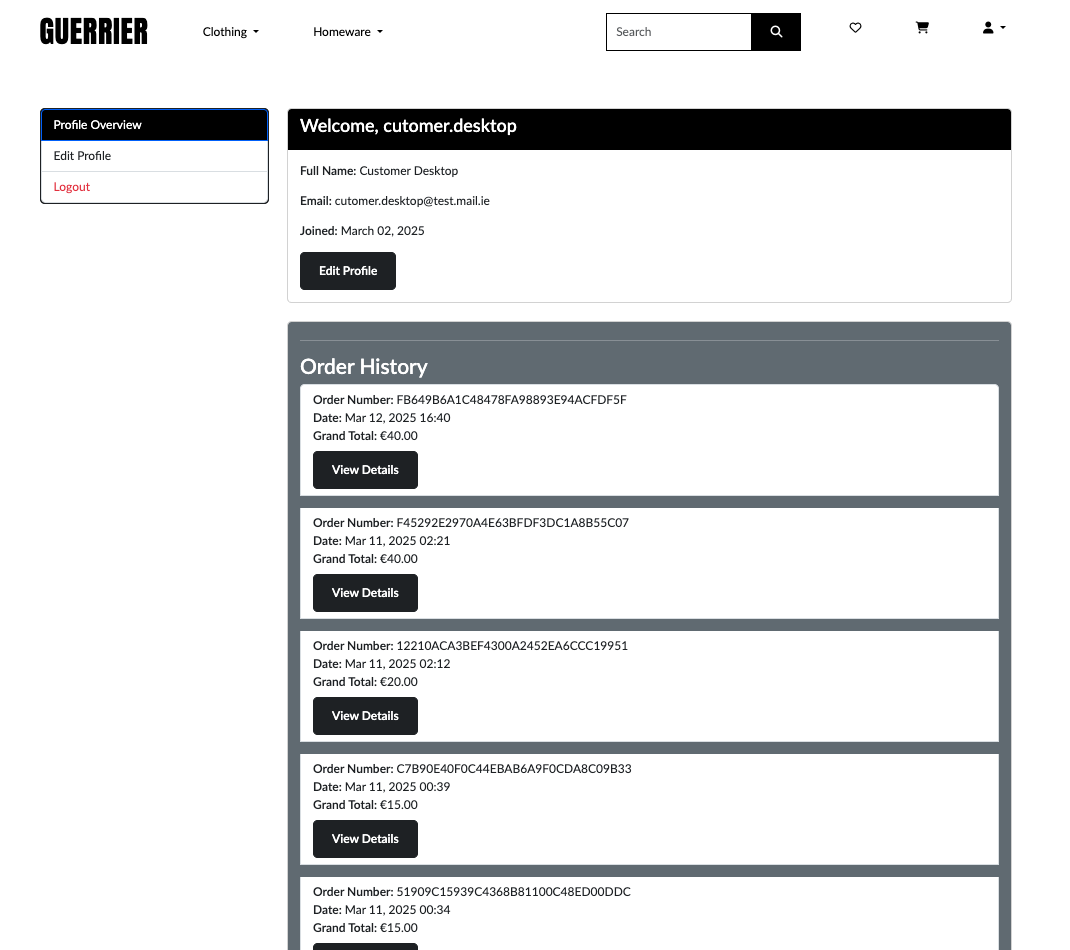 GUERRIER
Clothing
Homeware
Search
Profile Overview
Edit Profile
Logout
Welcome, cutomer.desktop
Full Name: Customer Desktop
Email: cutomer.desktop@test.mail.ie
Joined: March 02, 2025
Edit Profile
Order History
Order Number: FB649B6A1C48478FA98893E94ACFDF5F
Date: Mar 12, 2025 16:40
Grand Total: €40.00
View Details
Order Number: F45292E2970A4E63BFDF3DC1A8B55C07
Date: Mar 11, 2025 02:21
Grand Total: €40.00
View Details
Order Number: 12210ACA3BEF4300A2452EA6CCC19951
Date: Mar 11, 2025 02:12
Grand Total: €20.00
View Details
Order Number: C7B90E40F0C44EBAB6A9F0CDA8C09B33
Date: Mar 11, 2025 00:39
Grand Total: €15.00
View Details
Order Number: 51909C15939C4368B81100C48ED00DDC
Date: Mar 11, 2025 00:34
Grand Total: €15.00